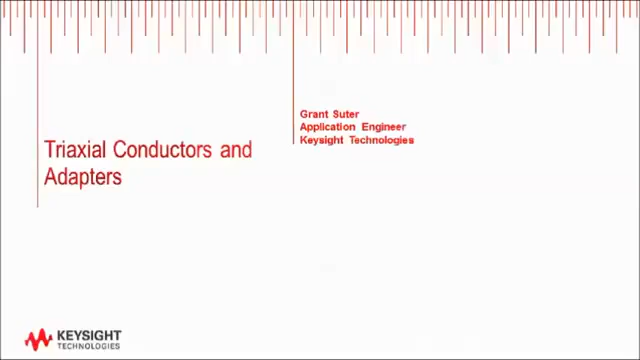 Grant Suter
Application Engineer
Keysight Technologies
Triaxial Conductors and
Adapters
KEYSIGHT
TECHNOLOGIES